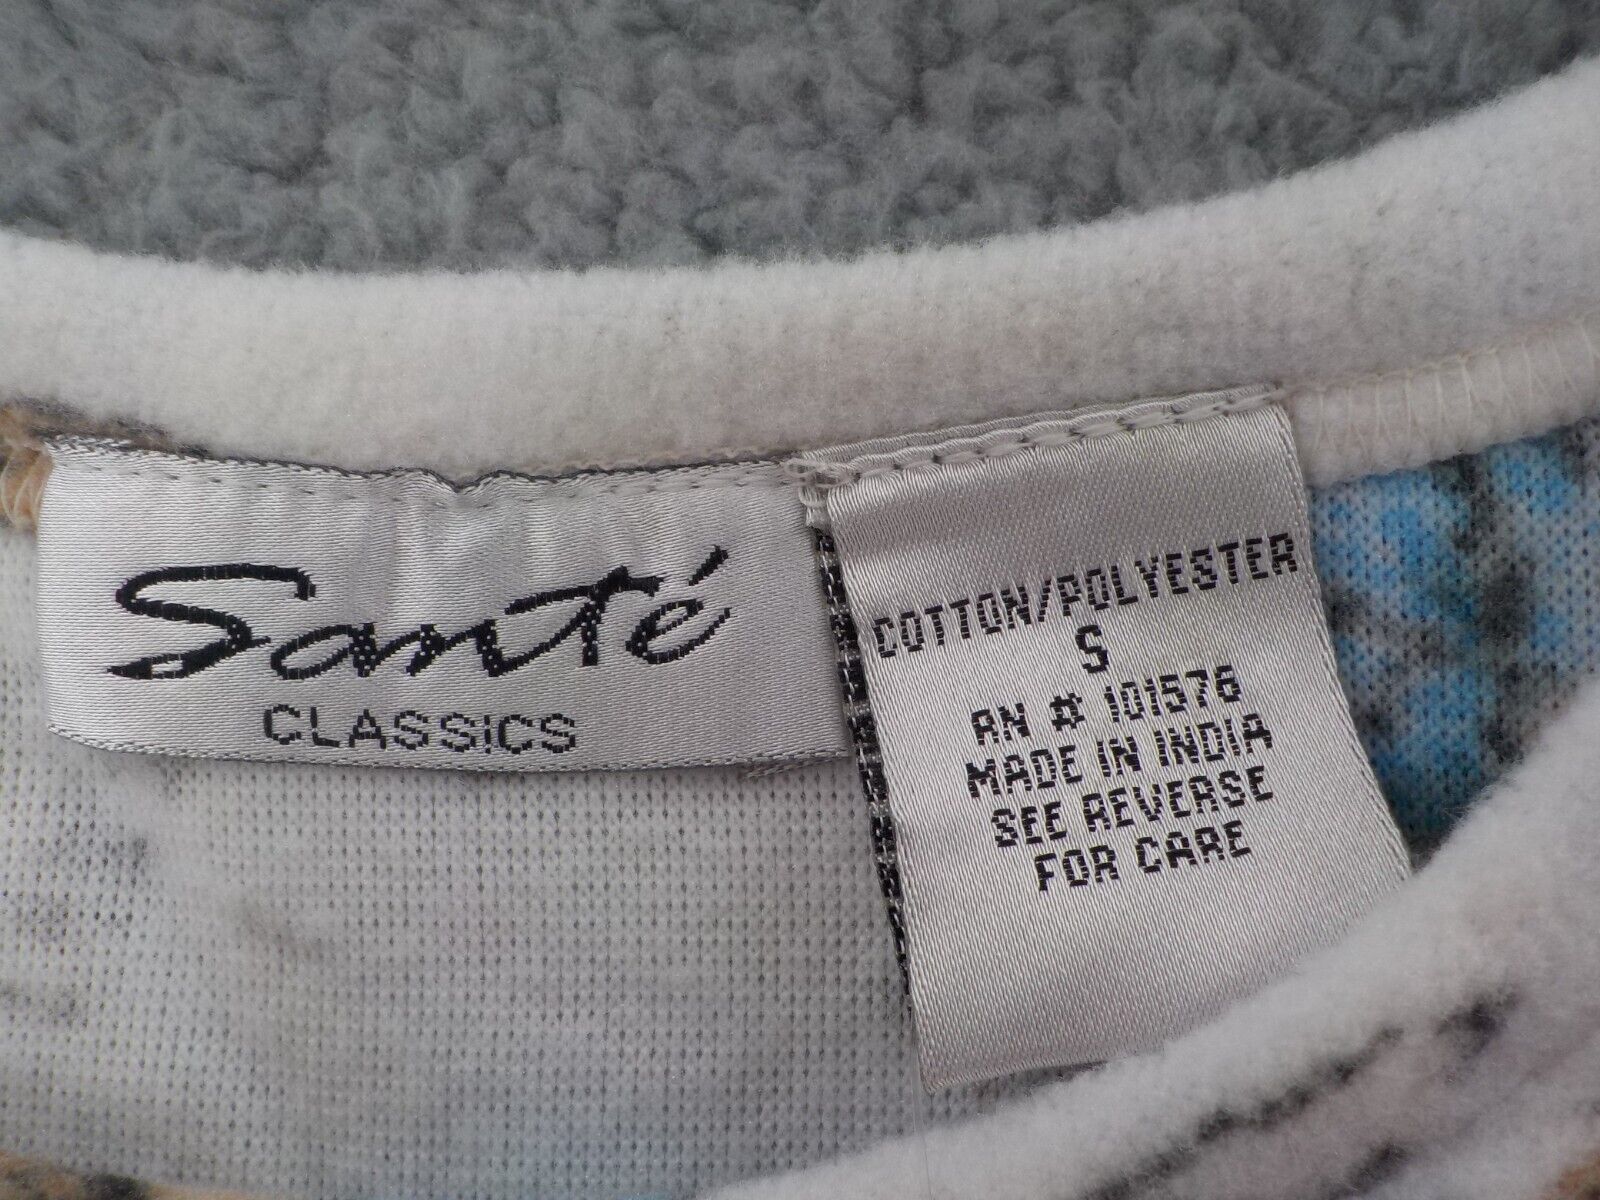 Santé
CLASSICS
COTTON/POLYESTER
S
RN # 101576
MADE IN INDIA
SEE REVERSE
FOR CARE